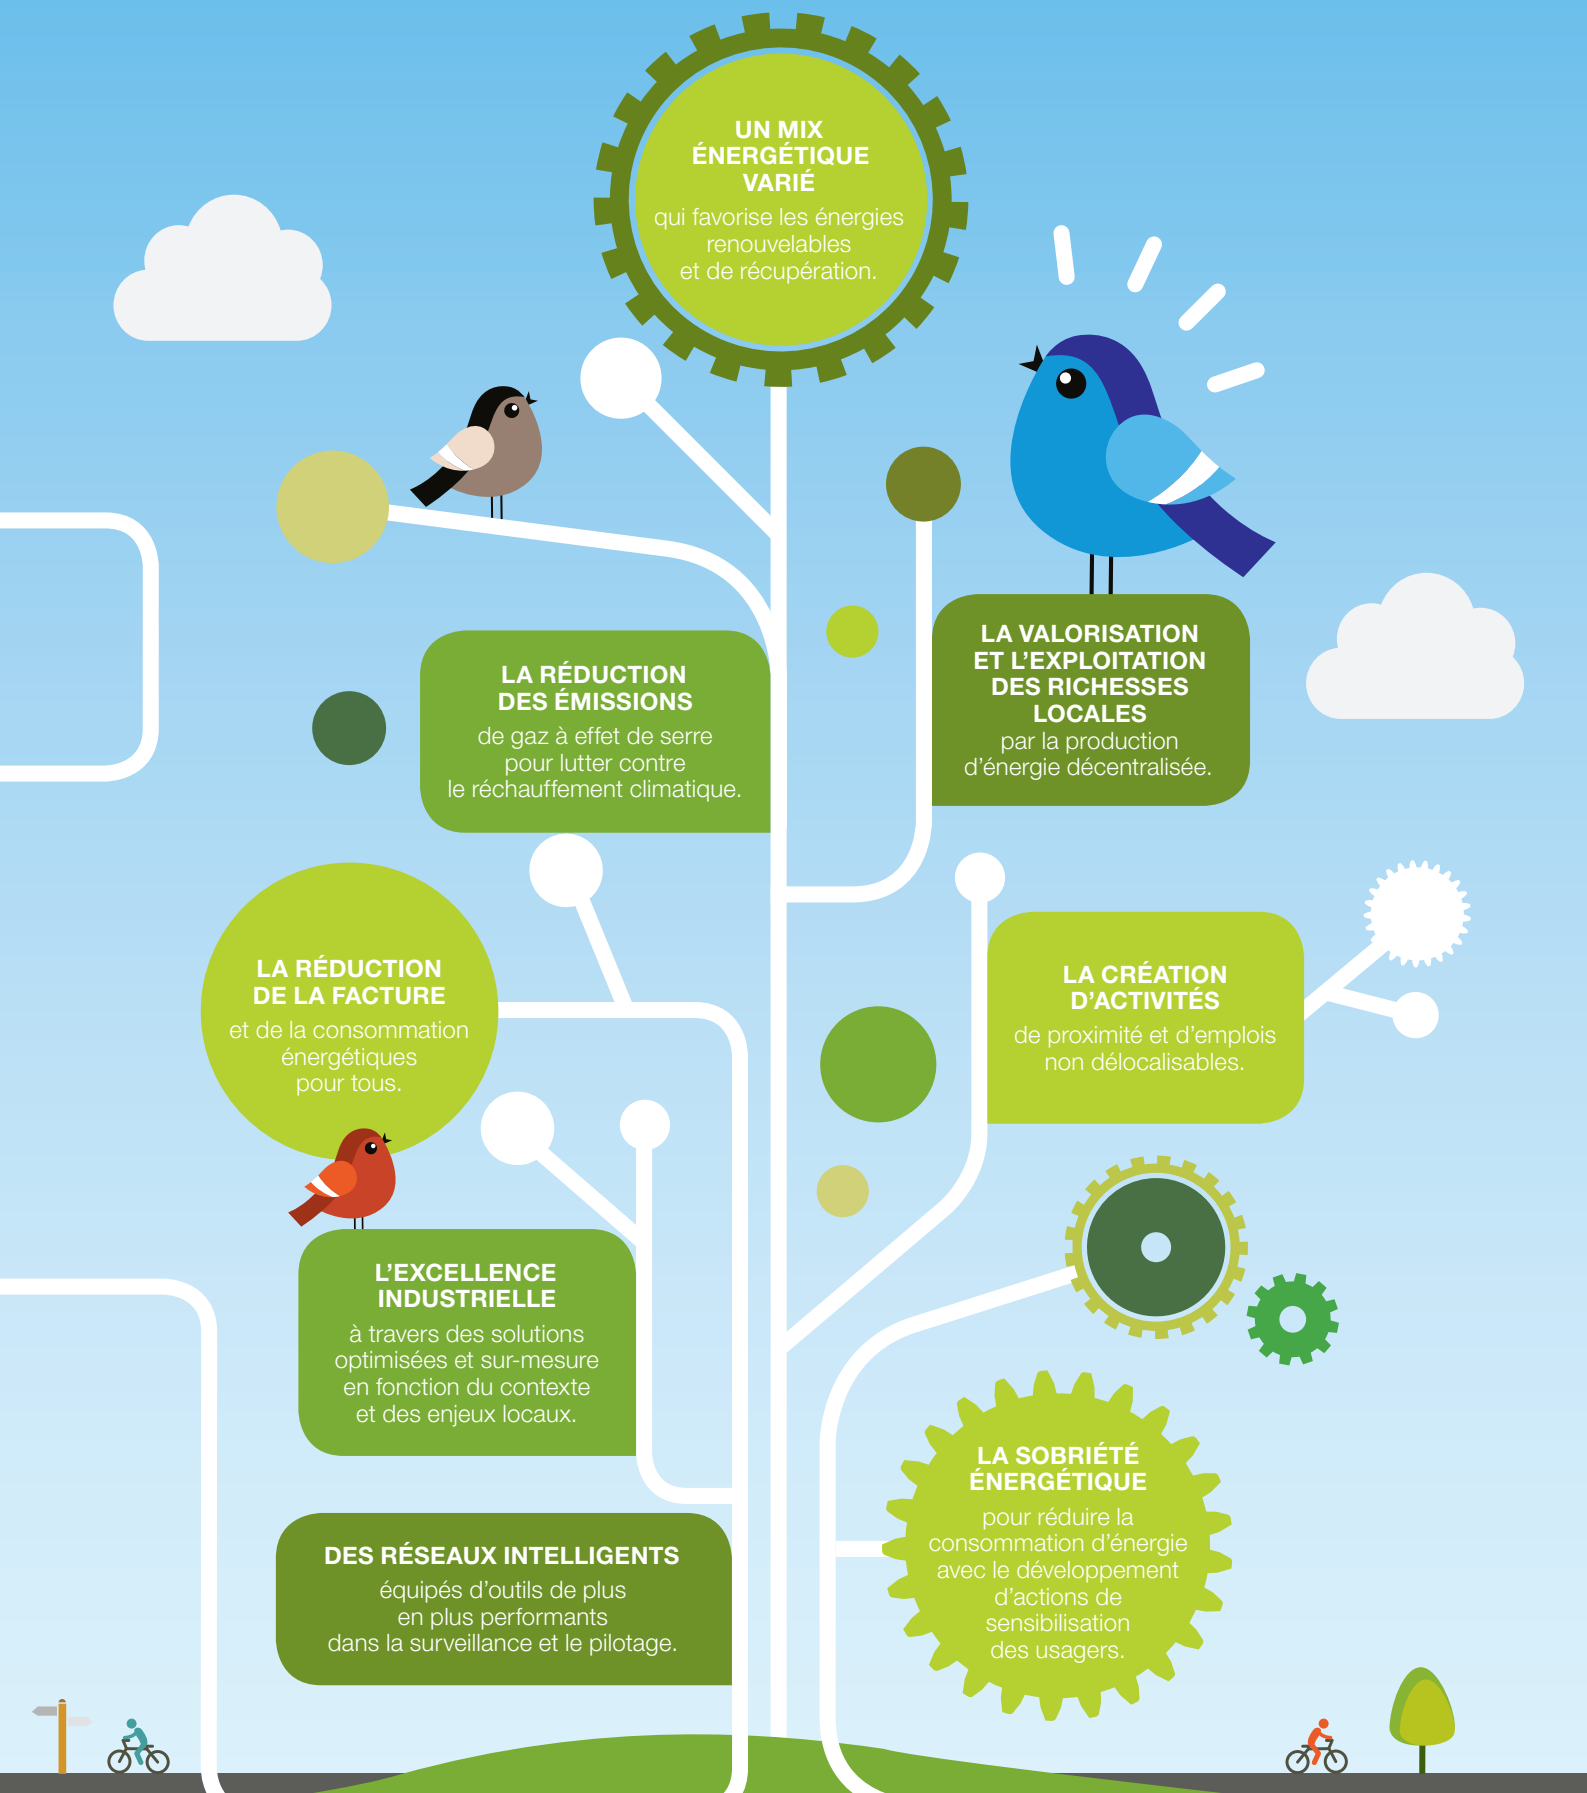 UN MIX
ÉNERGÉTIQUE
VARIÉ
qui favorise les énergies
renouvelables
et de récupération.
LA RÉDUCTION
DES ÉMISSIONS
de gaz à effet de serre
pour lutter contre
le réchauffement climatique.
LA VALORISATION
ET L’EXPLOITATION
DES RICHESSES
LOCALES
par la production
d’énergie décentralisée.
LA RÉDUCTION
DE LA FACTURE
et de la consommation
énergétiques
pour tous.
LA CRÉATION
D’ACTIVITÉS
de proximité et d’emplois
non délocalisables.
L’EXCELLENCE
INDUSTRIELLE
à travers des solutions
optimisées et sur-mesure
en fonction du contexte
et des enjeux locaux.
LA SOBRIÉTÉ
ÉNERGÉTIQUE
pour réduire la
consommation d’énergie
avec le développement
d’actions de
sensibilisation
des usagers.
DES RÉSEAUX INTELLIGENTS
équipés d’outils de plus
en plus performants
dans la surveillance et le pilotage.